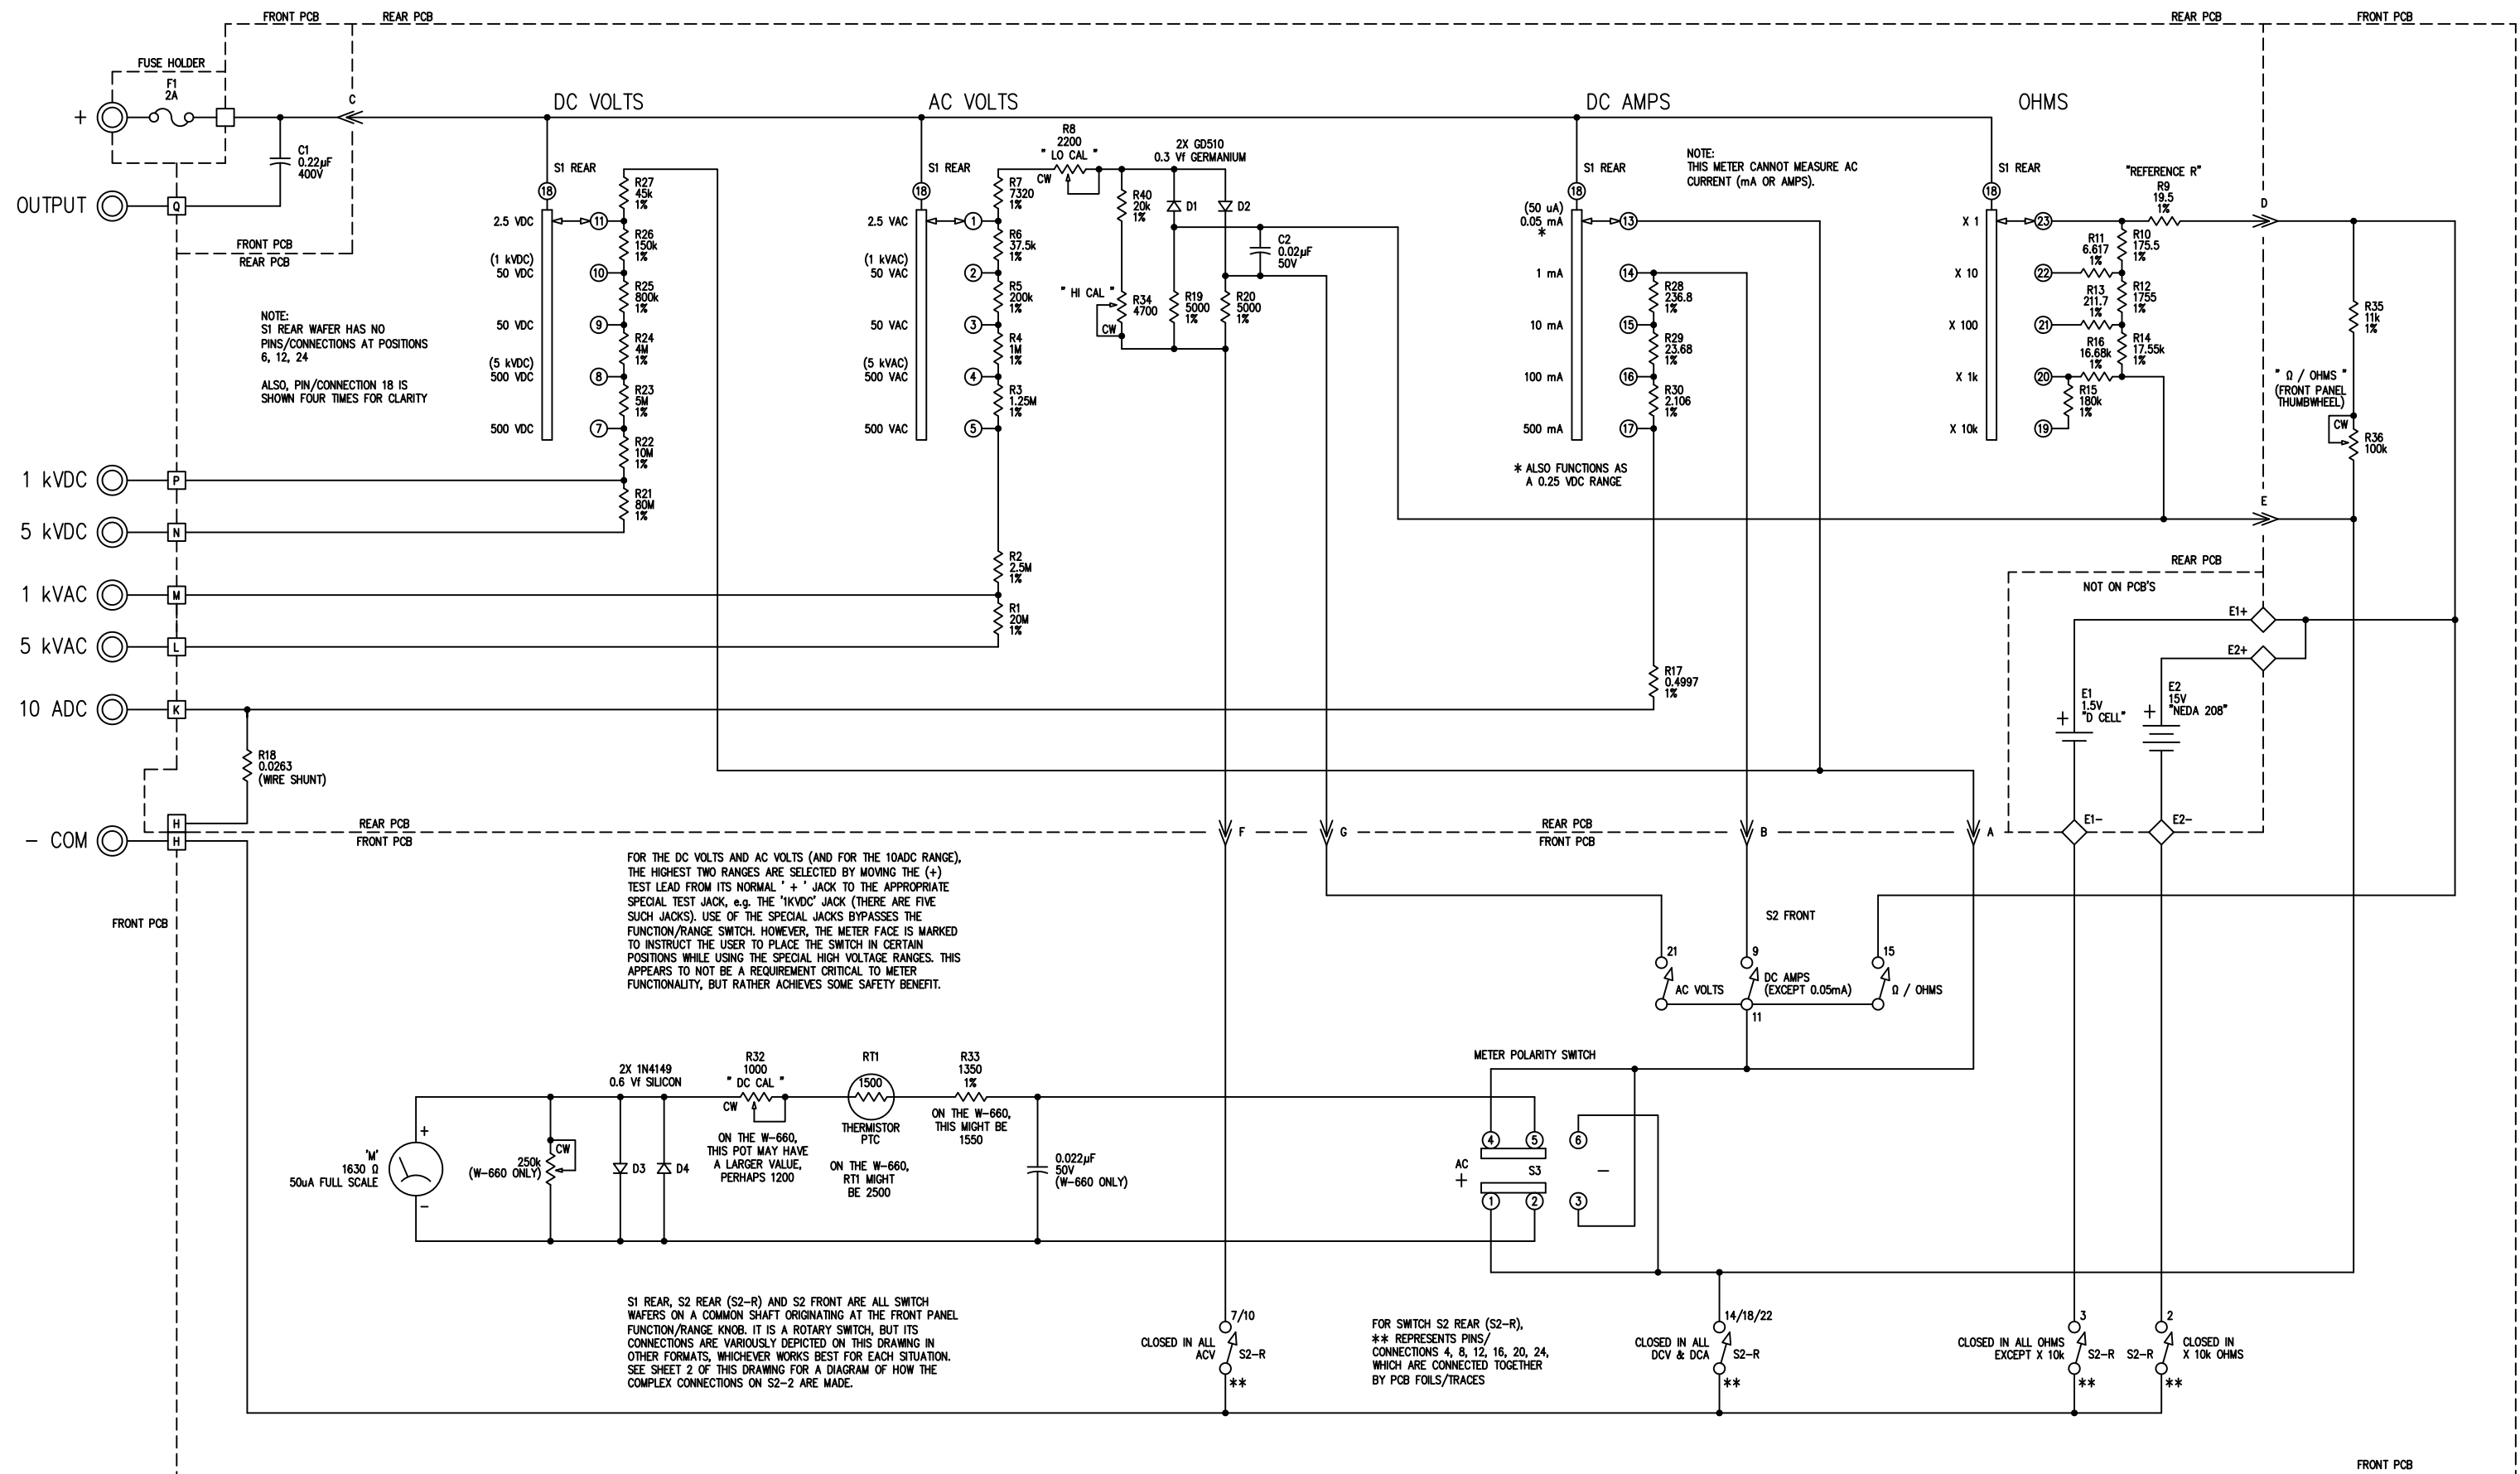 FRONT PCB
REAR PCB
REAR PCB
FRONT PCB
FUSE HOLDER
F1
2A
+
C
C1
0.22µF
400V
OUTPUT
Q
FRONT PCB
REAR PCB
NOTE:
S1 REAR WAFER HAS NO
PINS/CONNECTIONS AT POSITIONS
6, 12, 24
ALSO, PIN/CONNECTION 18 IS
SHOWN FOUR TIMES FOR CLARITY
DC VOLTS
S1 REAR
18
2.5 VDC
11
(1 kVDC)
50 VDC
10
50 VDC
9
(5 kVDC)
500 VDC
8
500 VDC
7
R27
45k
1%
R26
150k
1%
R25
800k
1%
R24
4M
1%
R23
5M
1%
R22
10M
1%
R21
80M
1%
AC VOLTS
S1 REAR
18
2.5 VAC
1
(1 kVAC)
50 VAC
2
50 VAC
3
(5 kVAC)
500 VAC
4
500 VAC
5
R7
7320
1%
R6
37.5k
1%
R5
200k
1%
R4
1M
1%
R3
1.25M
1%
R2
2.5M
1%
R1
20M
1%
R8
2200
" LO CAL "
CW
R40
20k
1%
" HI CAL "
R34
4700
CW
2X GD510
0.3 Vf GERMANIUM
D1
D2
C2
0.02µF
50V
R19
5000
1%
R20
5000
1%
DC AMPS
S1 REAR
18
NOTE:
THIS METER CANNOT MEASURE AC
CURRENT (mA OR AMPS).
(50 uA)
0.05 mA
*
13
1 mA
14
10 mA
15
100 mA
16
500 mA
17
R28
236.8
1%
R29
23.68
1%
R30
2.106
1%
* ALSO FUNCTIONS AS
A 0.25 VDC RANGE
R17
0.4997
1%
OHMS
S1 REAR
18
X 1
23
X 10
22
X 100
21
X 1k
20
X 10k
19
"REFERENCE R"
R9
19.5
1%
R11
6.617
1%
R10
175.5
1%
R13
211.7
1%
R12
1755
1%
R16
16.68k
1%
R14
17.55k
1%
R15
180k
1%
D
R35
11k
1%
" Ω / OHMS "
(FRONT PANEL
THUMBWHEEL)
CW
R36
100k
E
1 kVDC
P
5 kVDC
N
1 kVAC
M
5 kVAC
L
10 ADC
K
R18
0.0263
(WIRE SHUNT)
H
H
- COM
REAR PCB
FRONT PCB
FRONT PCB
REAR PCB
NOT ON PCB'S
E1+
E2+
E1
1.5V
"D CELL"
+
E2
15V
"NEDA 208"
+
E1-
E2-
F
G
REAR PCB
FRONT PCB
B
A
FOR THE DC VOLTS AND AC VOLTS (AND FOR THE 10ADC RANGE),
THE HIGHEST TWO RANGES ARE SELECTED BY MOVING THE (+)
TEST LEAD FROM ITS NORMAL ' + ' JACK TO THE APPROPRIATE
SPECIAL TEST JACK, e.g. THE '1KVDC' JACK (THERE ARE FIVE
SUCH JACKS). USE OF THE SPECIAL JACKS BYPASSES THE
FUNCTION/RANGE SWITCH. HOWEVER, THE METER FACE IS MARKED
TO INSTRUCT THE USER TO PLACE THE SWITCH IN CERTAIN
POSITIONS WHILE USING THE SPECIAL HIGH VOLTAGE RANGES. THIS
APPEARS TO NOT BE A REQUIREMENT CRITICAL TO METER
FUNCTIONALITY, BUT RATHER ACHIEVES SOME SAFETY BENEFIT.
S2 FRONT
21
AC VOLTS
9
DC AMPS
(EXCEPT 0.05mA)
15
Ω / OHMS
11
'M'
1630 Ω
50uA FULL SCALE
+
-
CW
250k
(W-660 ONLY)
2X 1N4149
0.6 Vf SILICON
D3
D4
R32
1000
" DC CAL "
CW
ON THE W-660,
THIS POT MAY HAVE
A LARGER VALUE,
PERHAPS 1200
RT1
1500
THERMISTOR
PTC
ON THE W-660,
RT1 MIGHT
BE 2500
R33
1350
1%
ON THE W-660,
THIS MIGHT BE
1550
0.022µF
50V
(W-660 ONLY)
METER POLARITY SWITCH
4
5
6
AC
+
S3
-
1
2
3
S1 REAR, S2 REAR (S2-R) AND S2 FRONT ARE ALL SWITCH
WAFERS ON A COMMON SHAFT ORIGINATING AT THE FRONT PANEL
FUNCTION/RANGE KNOB. IT IS A ROTARY SWITCH, BUT ITS
CONNECTIONS ARE VARIOUSLY DEPICTED ON THIS DRAWING IN
OTHER FORMATS, WHICHEVER WORKS BEST FOR EACH SITUATION.
SEE SHEET 2 OF THIS DRAWING FOR A DIAGRAM OF HOW THE
COMPLEX CONNECTIONS ON S2-2 ARE MADE.
7/10
CLOSED IN ALL
ACV
S2-R
**
FOR SWITCH S2 REAR (S2-R),
** REPRESENTS PINS/
CONNECTIONS 4, 8, 12, 16, 20, 24,
WHICH ARE CONNECTED TOGETHER
BY PCB FOILS/TRACES
14/18/22
CLOSED IN ALL
DCV & DCA
S2-R
**
3
CLOSED IN ALL OHMS
EXCEPT X 10k
S2-R
**
2
S2-R
CLOSED IN
X 10k OHMS
**
FRONT PCB